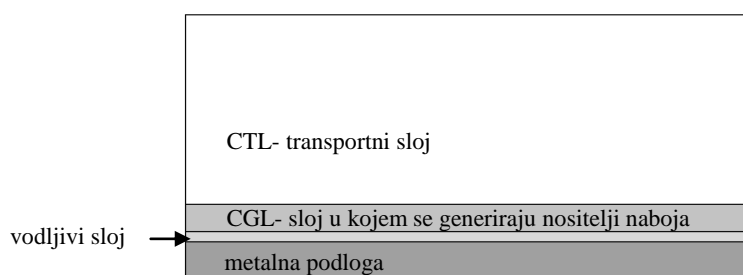 CTL- transportni sloj
CGL- sloj u kojem se generiraju nositelji naboja
vodljivi sloj
metalna podloga